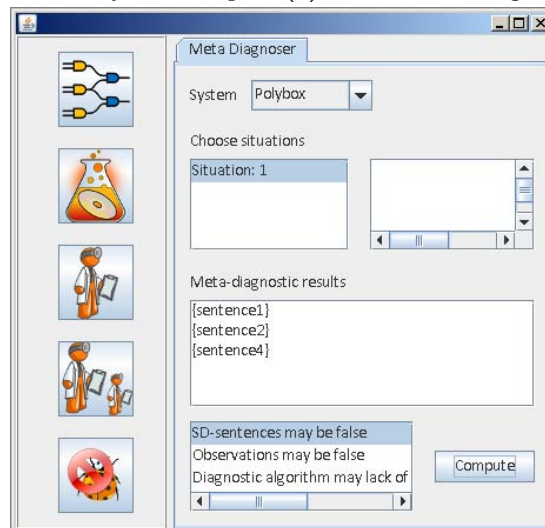 Meta Diagnoser
System Polybox
Choose situations
Situation: 1
Meta-diagnostic results
{sentence1}
{sentence2}
{sentence4}
SD-sentences may be false
Observations may be false
Diagnostic algorithm may lack of
Compute